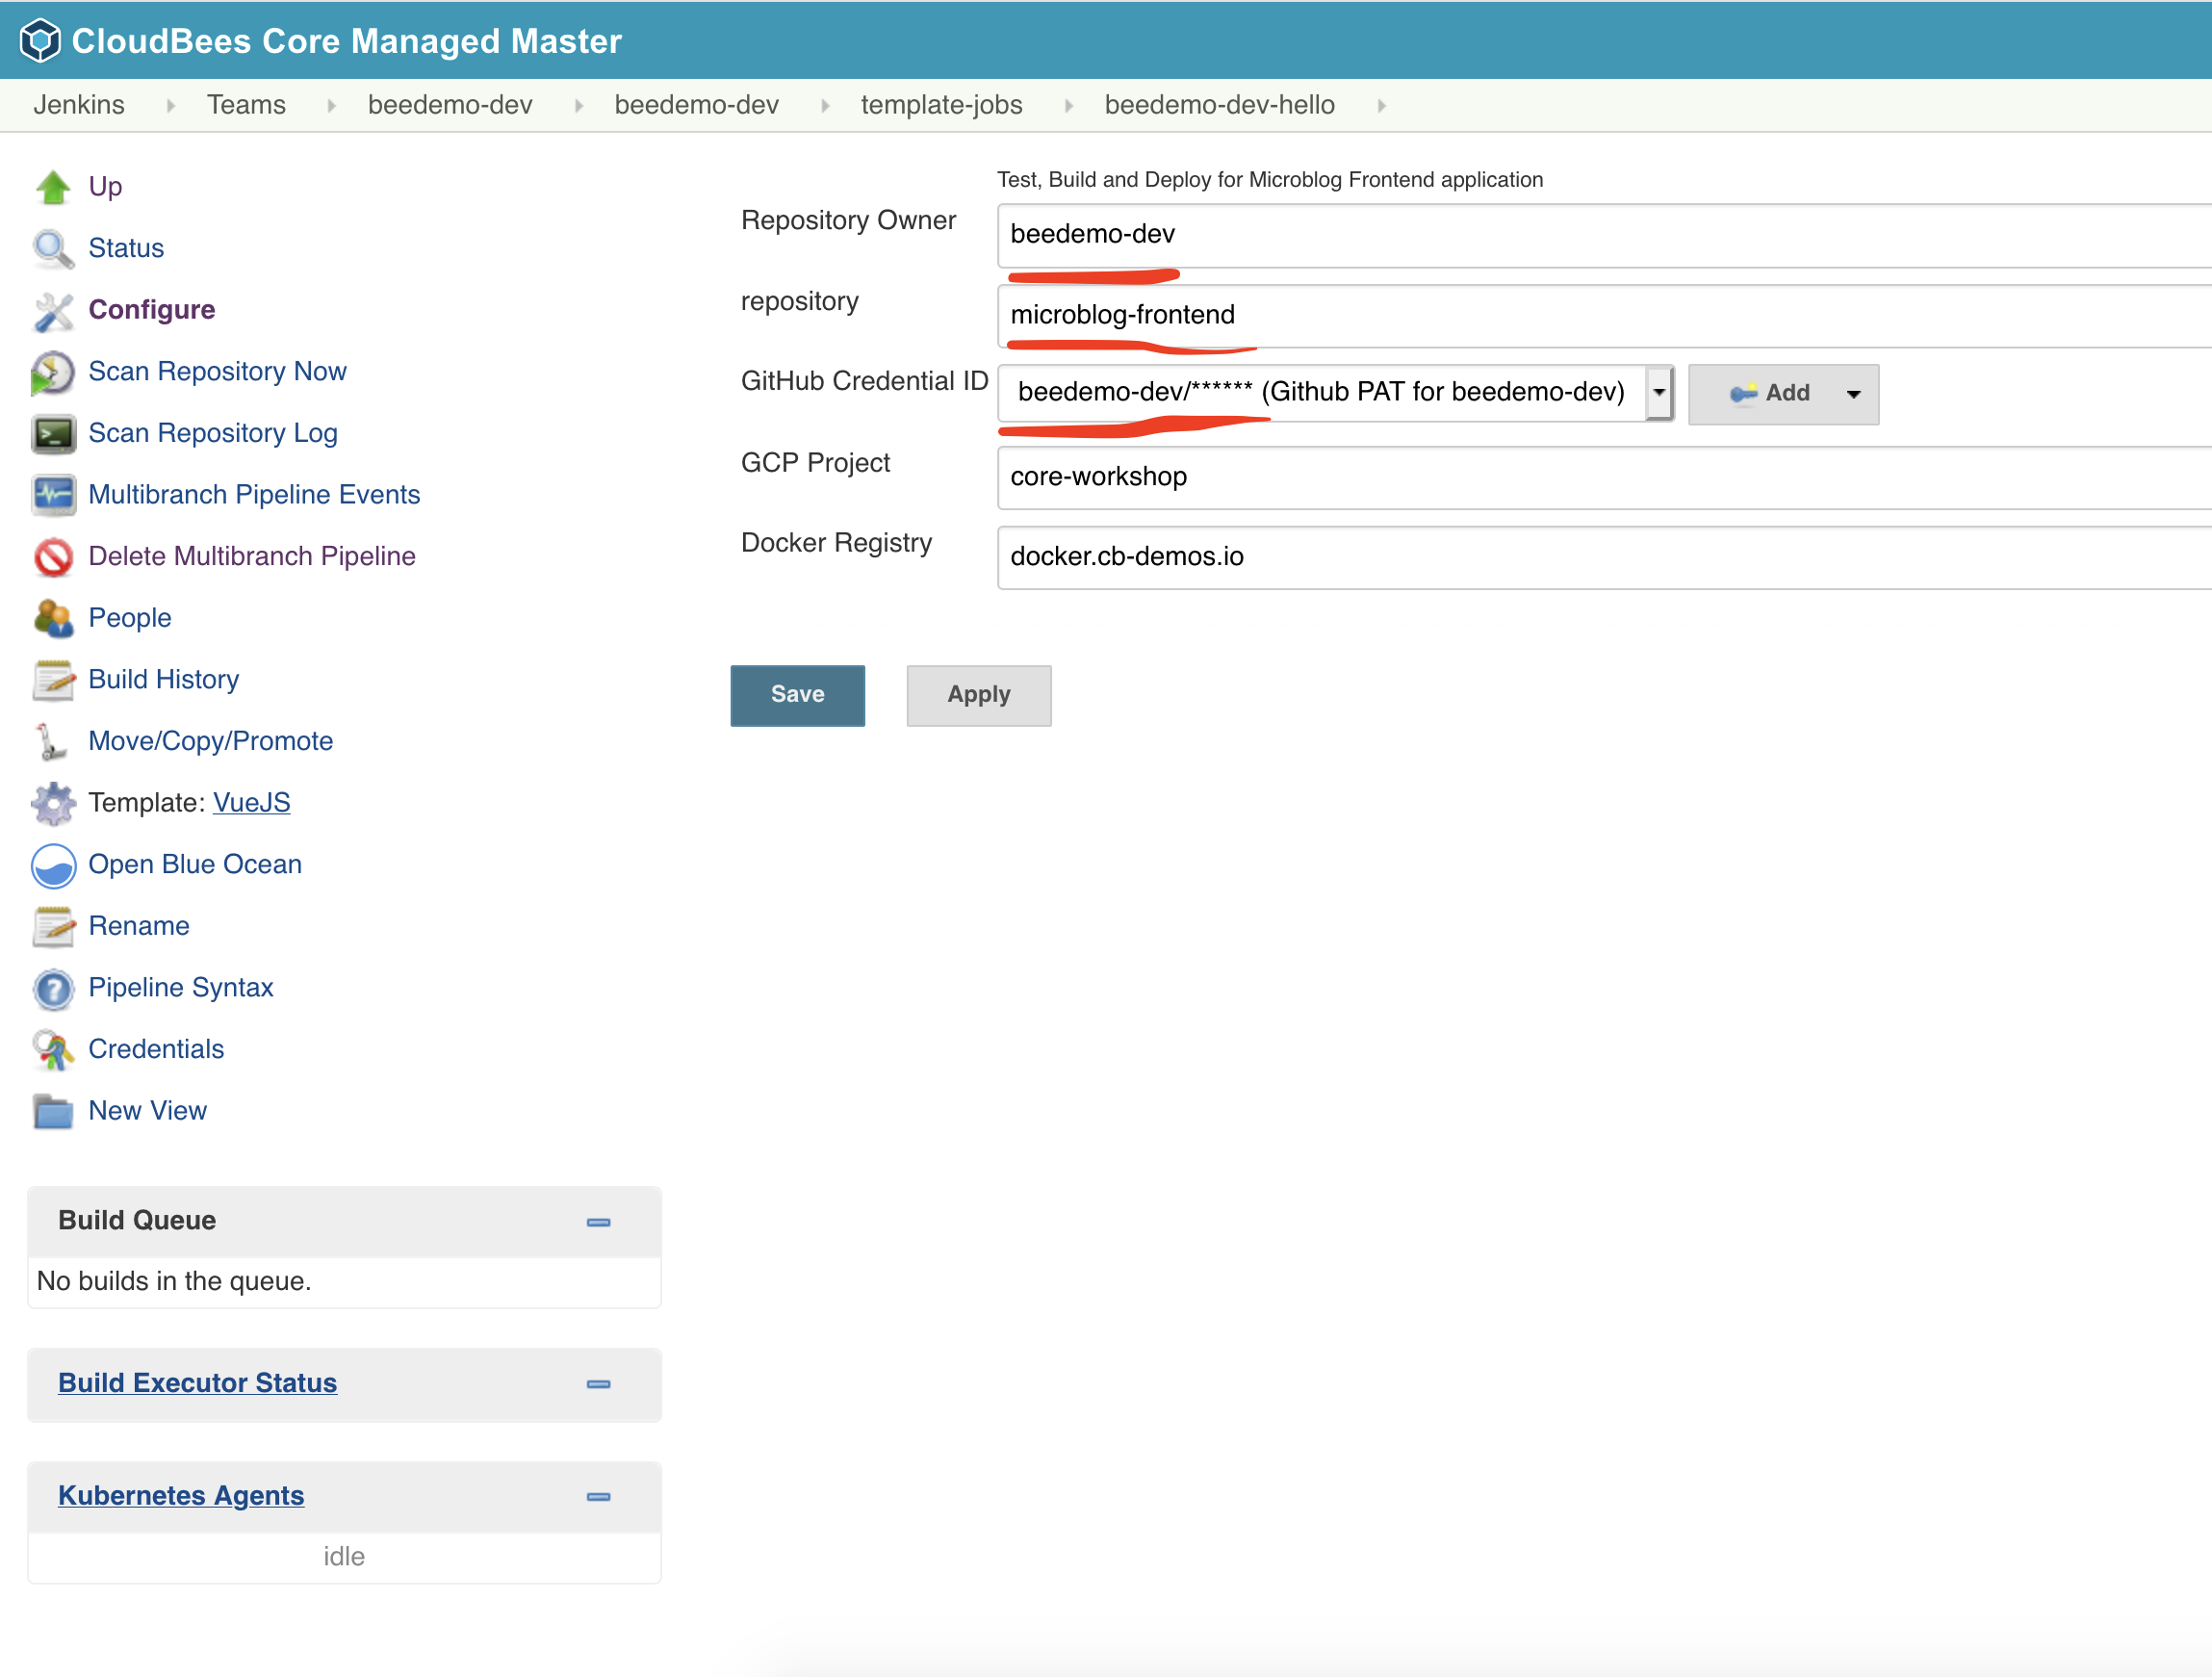 CloudBees Core Managed Master
Jenkins Teams beedemo-dev beedemo-dev template-jobs beedemo-dev-hello
Up
Status
Configure
Scan Repository Now
Scan Repository Log
Multibranch Pipeline Events
Delete Multibranch Pipeline
People
Build History
Move/Copy/Promote
Template: VueJS
Open Blue Ocean
Rename
Pipeline Syntax
Credentials
New View
Build Queue
No builds in the queue.
Build Executor Status
Kubernetes Agents
idle
Test, Build and Deploy for Microblog Frontend application
Repository Owner beedemo-dev
repository microblog-frontend
GitHub Credential ID beedemo-dev/****** (Github PAT for beedemo-dev) Add
GCP Project core-workshop
Docker Registry docker.cb-demos.io
Save Apply